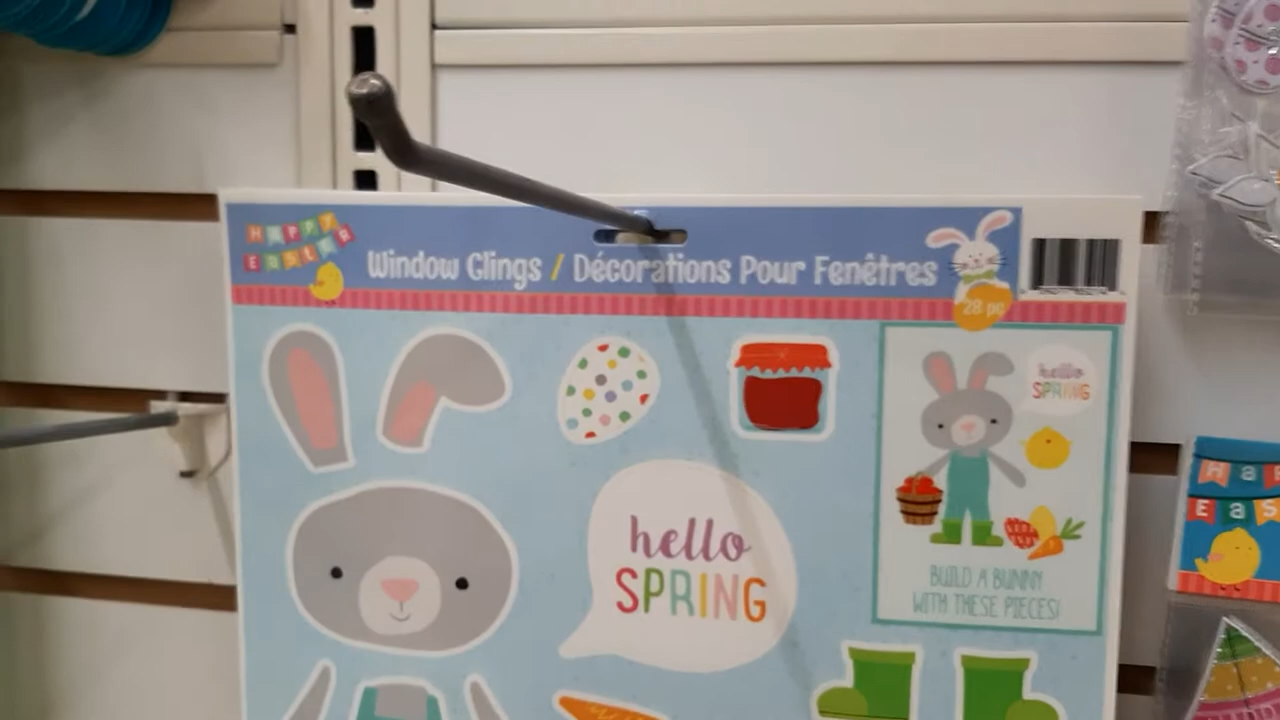 HAPPY
EASTER
Window Clings / Décorations Pour Fenêtres
28 pc
hello
SPRING
hello
SPRING
BUILD A BUNNY
WITH THESE PIECES!
Ha
Eas